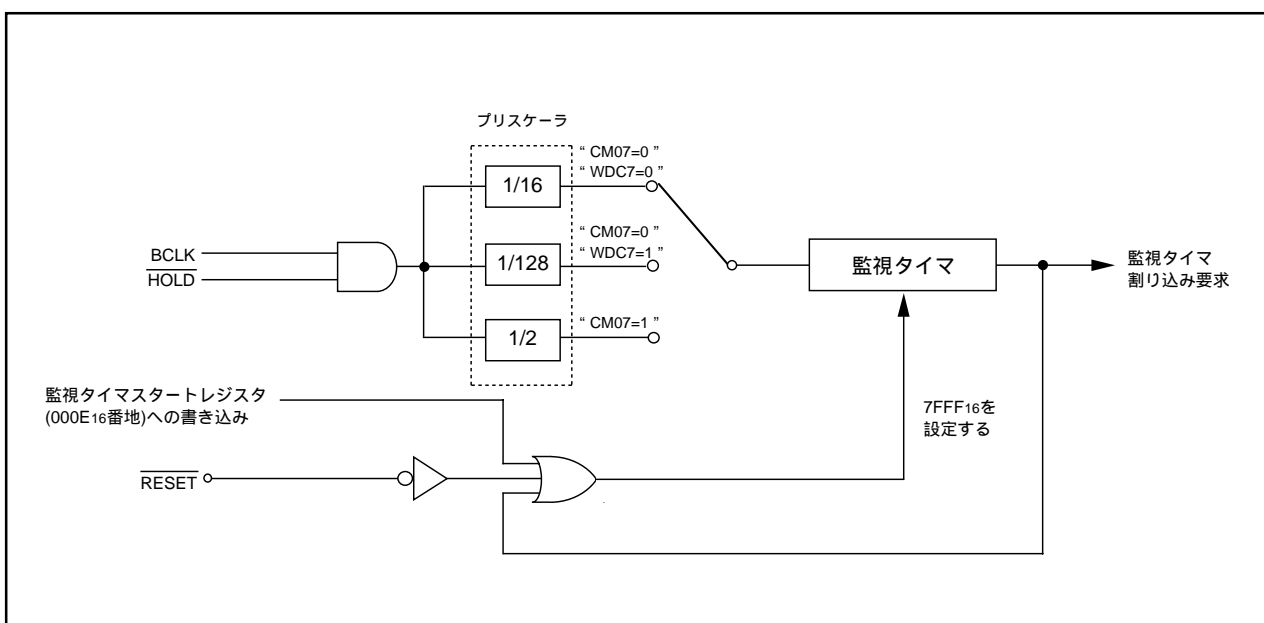 プリスケーラ
“ CM07=0 ”
“ WDC7=0 ”
1/16
“ CM07=0 ”
“ WDC7=1 ”
1/128
“ CM07=1 ”
1/2
BCLK
HOLD
監視タイマ
監視タイマ
割り込み要求
監視タイマスタートレジスタ
(000E16番地)への書き込み
7FFF16を
設定する
RESET